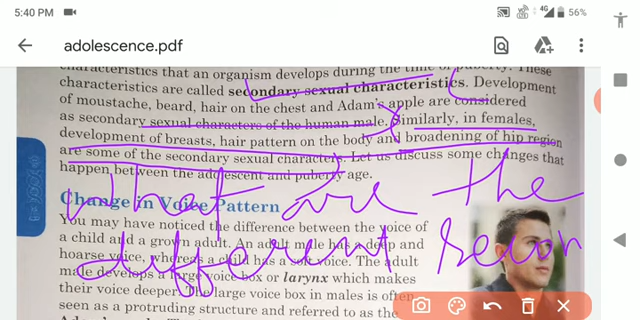 5:40 PM
4G 56%
adolescence.pdf
characteristics that an organism develops during the time of puberty. These
characteristics are called secondary sexual characteristics. Development
of moustache, beard, hair on the chest and Adam's apple are considered
as secondary sexual characters of the human male. Similarly, in females,
development of breasts, hair pattern on the body and broadening of hip region
are some of the secondary sexual characters. Let us discuss some changes that
happen between the adolescent and puberty age.
What are the
Change in Voice Pattern
You may have noticed the difference between the voice of
a child and a grown adult. An adult male has a deep and
different Secon
hoarse voice, whereas a child has a soft voice. The adult
male develops a large voice box or larynx which makes
their voice deeper. The large voice box in males is often
seen as a protruding structure and referred to as the